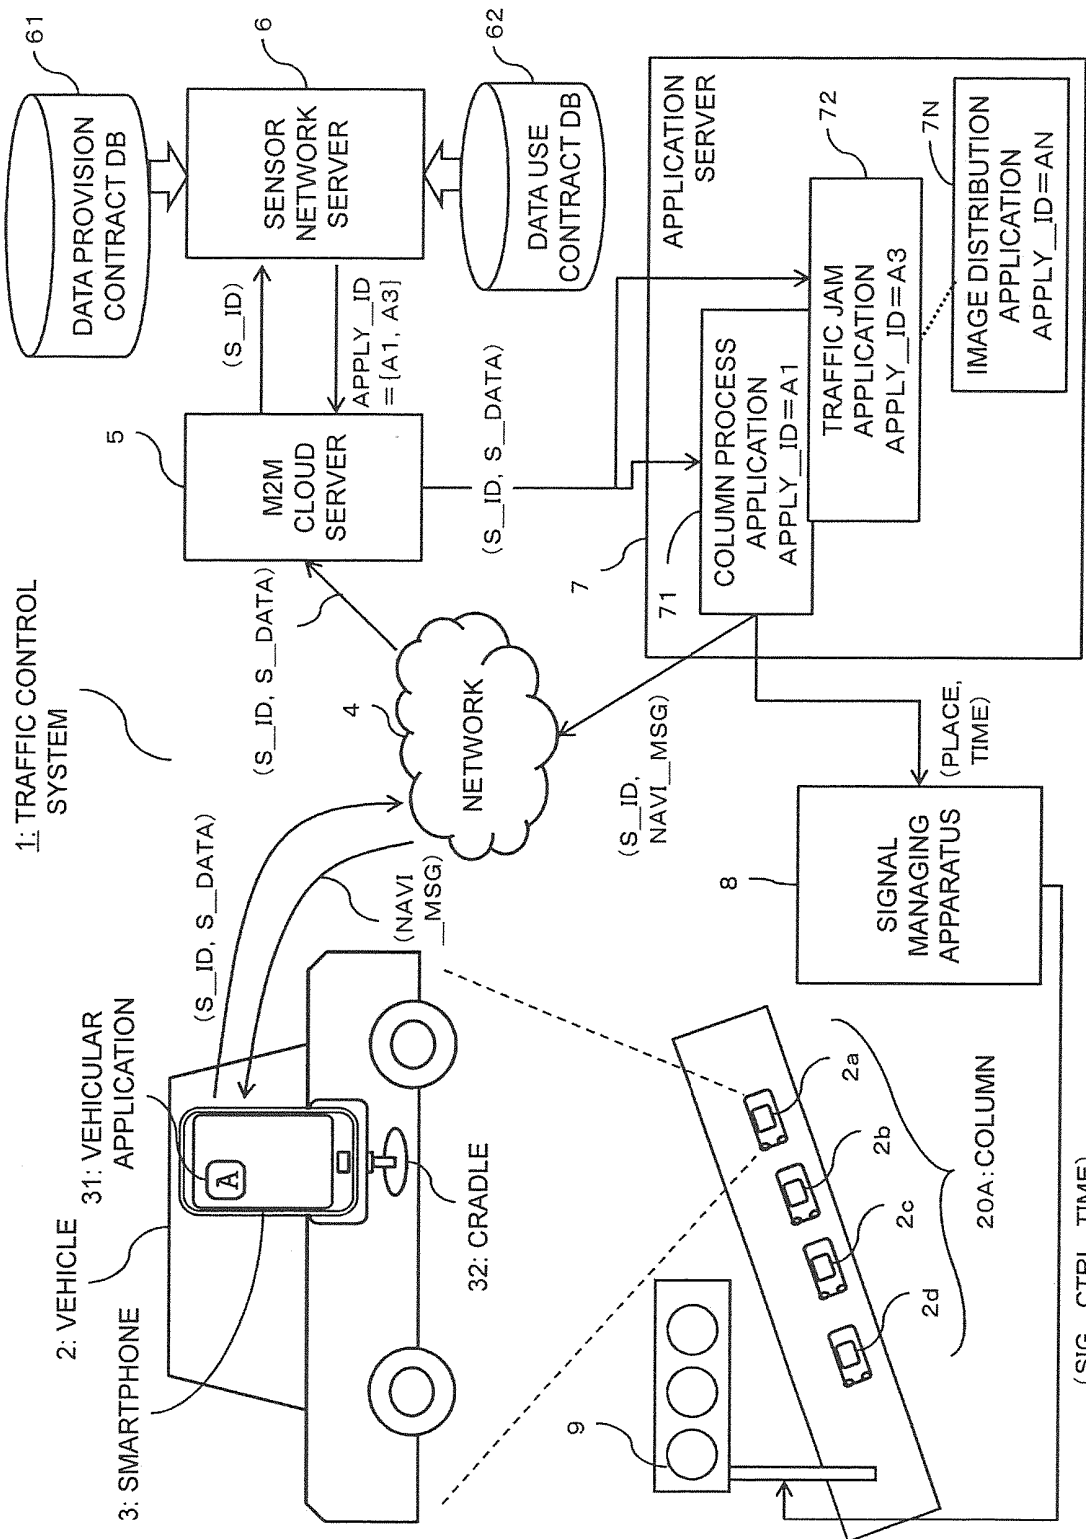 1: TRAFFIC CONTROL
SYSTEM
2: VEHICLE
3: SMARTPHONE
31: VEHICULAR
APPLICATION
A
32: CRADLE
(S_ID, S_DATA)
(NAVI
_MSG)
4
NETWORK
(S_ID, S_DATA)
5
M2M
CLOUD
SERVER
(S_ID)
APPLY_ID
= {A1, A3}
61
DATA PROVISION
CONTRACT DB
6
SENSOR
NETWORK
SERVER
62
DATA USE
CONTRACT DB
(S_ID, S_DATA)
7
APPLICATION
SERVER
71
COLUMN PROCESS
APPLICATION
APPLY_ID=A1
72
TRAFFIC JAM
APPLICATION
APPLY_ID=A3
7N
IMAGE DISTRIBUTION
APPLICATION
APPLY_ID=AN
(S_ID,
NAVI_MSG)
(PLACE,
TIME)
8
SIGNAL
MANAGING
APPARATUS
9
2a
2b
2c
2d
20A: COLUMN